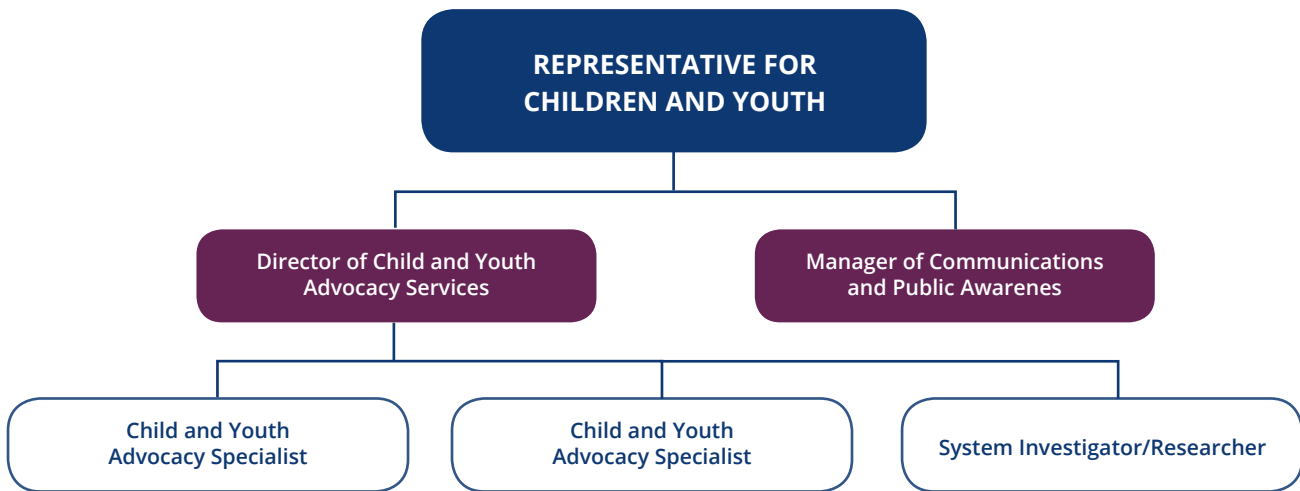 REPRESENTATIVE FOR
CHILDREN AND YOUTH
Director of Child and Youth
Advocacy Services
Manager of Communications
and Public Awarenes
Child and Youth
Advocacy Specialist
Child and Youth
Advocacy Specialist
System Investigator/Researcher